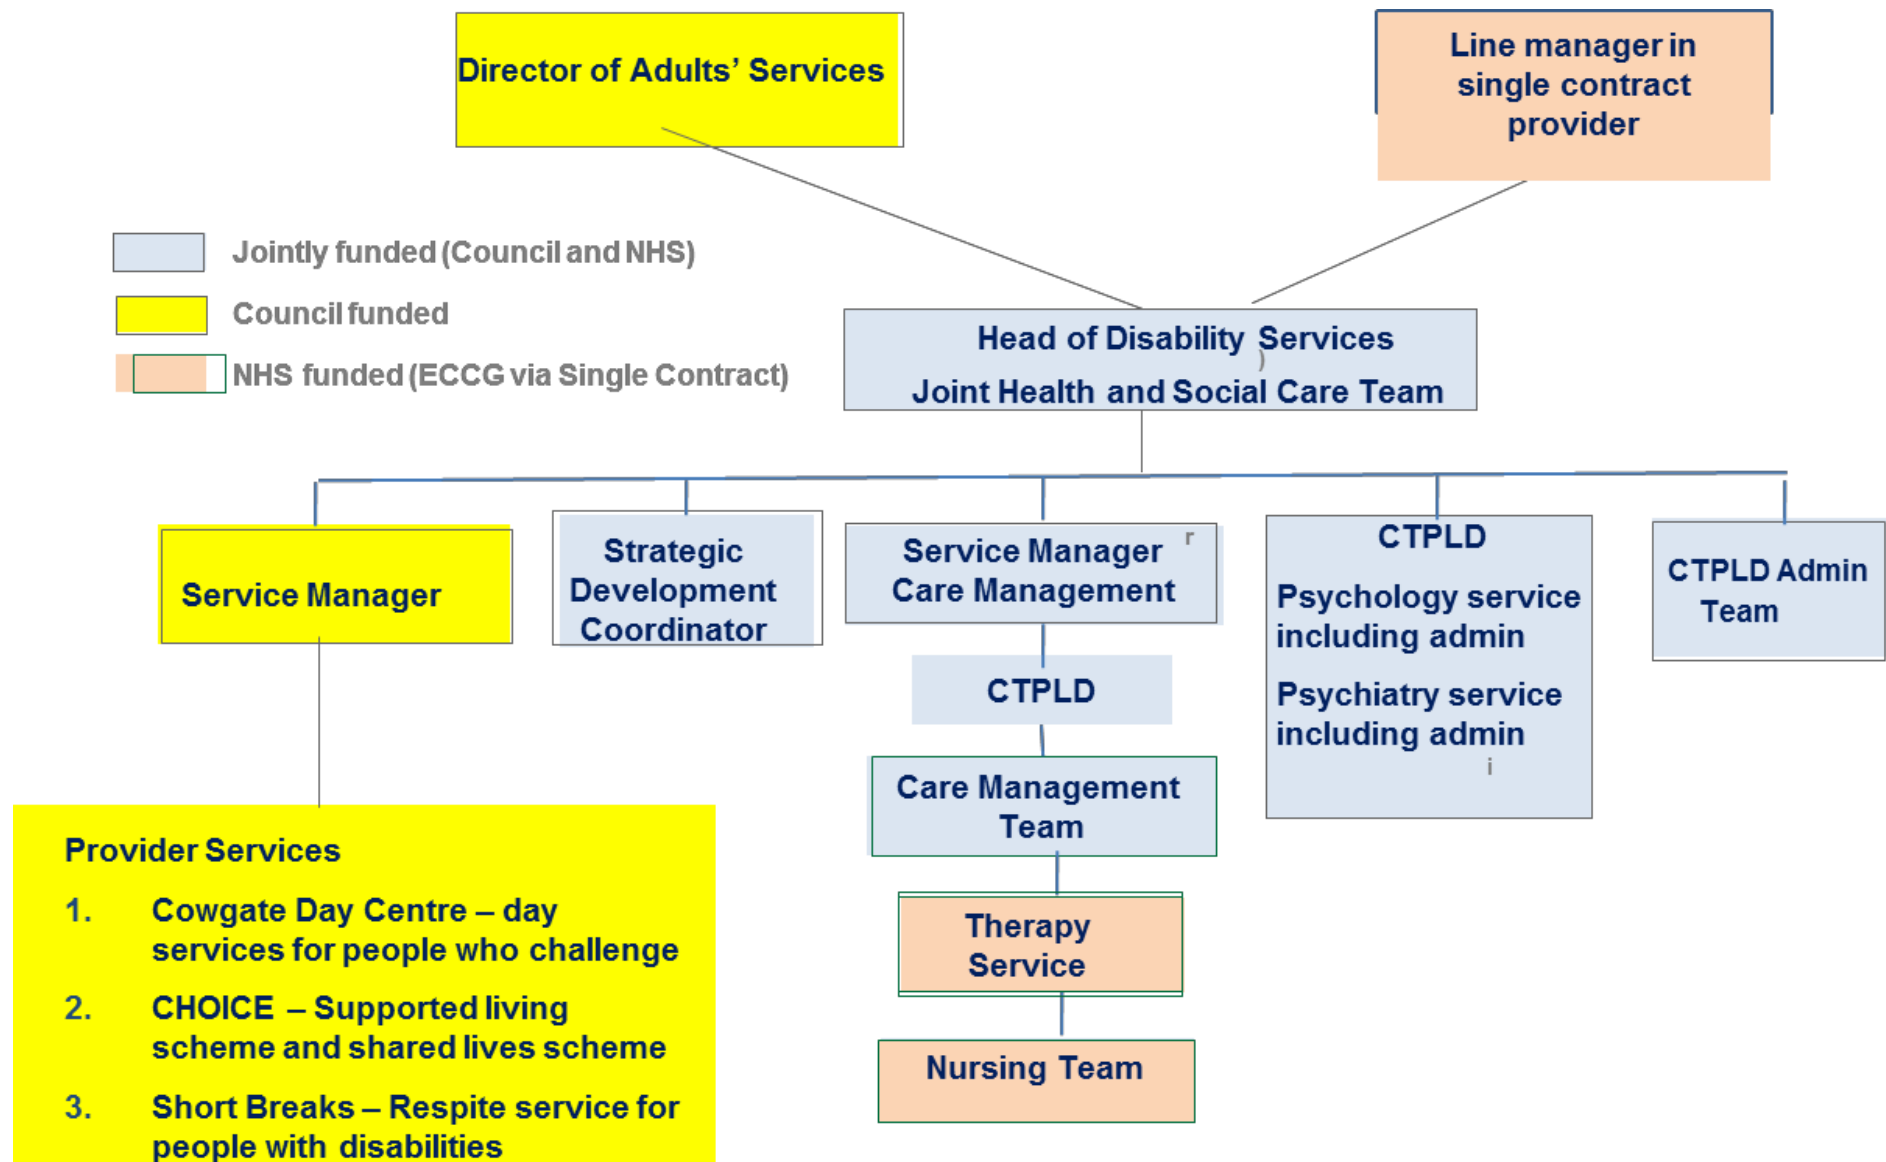 Director of Adults’ Services
Line manager in
single contract
provider
Jointly funded (Council and NHS)
Council funded
NHS funded (ECCG via Single Contract)
Head of Disability Services
)
Joint Health and Social Care Team
Service Manager
Strategic
Development
Coordinator
Service Manager r
Care Management
CTPLD
Psychology service
including admin
Psychiatry service
including admin
i
CTPLD Admin
Team
CTPLD
Care Management
Team
Therapy
Service
Nursing Team
Provider Services
1. Cowgate Day Centre – day
services for people who challenge
2. CHOICE – Supported living
scheme and shared lives scheme
3. Short Breaks – Respite service for
people with disabilities